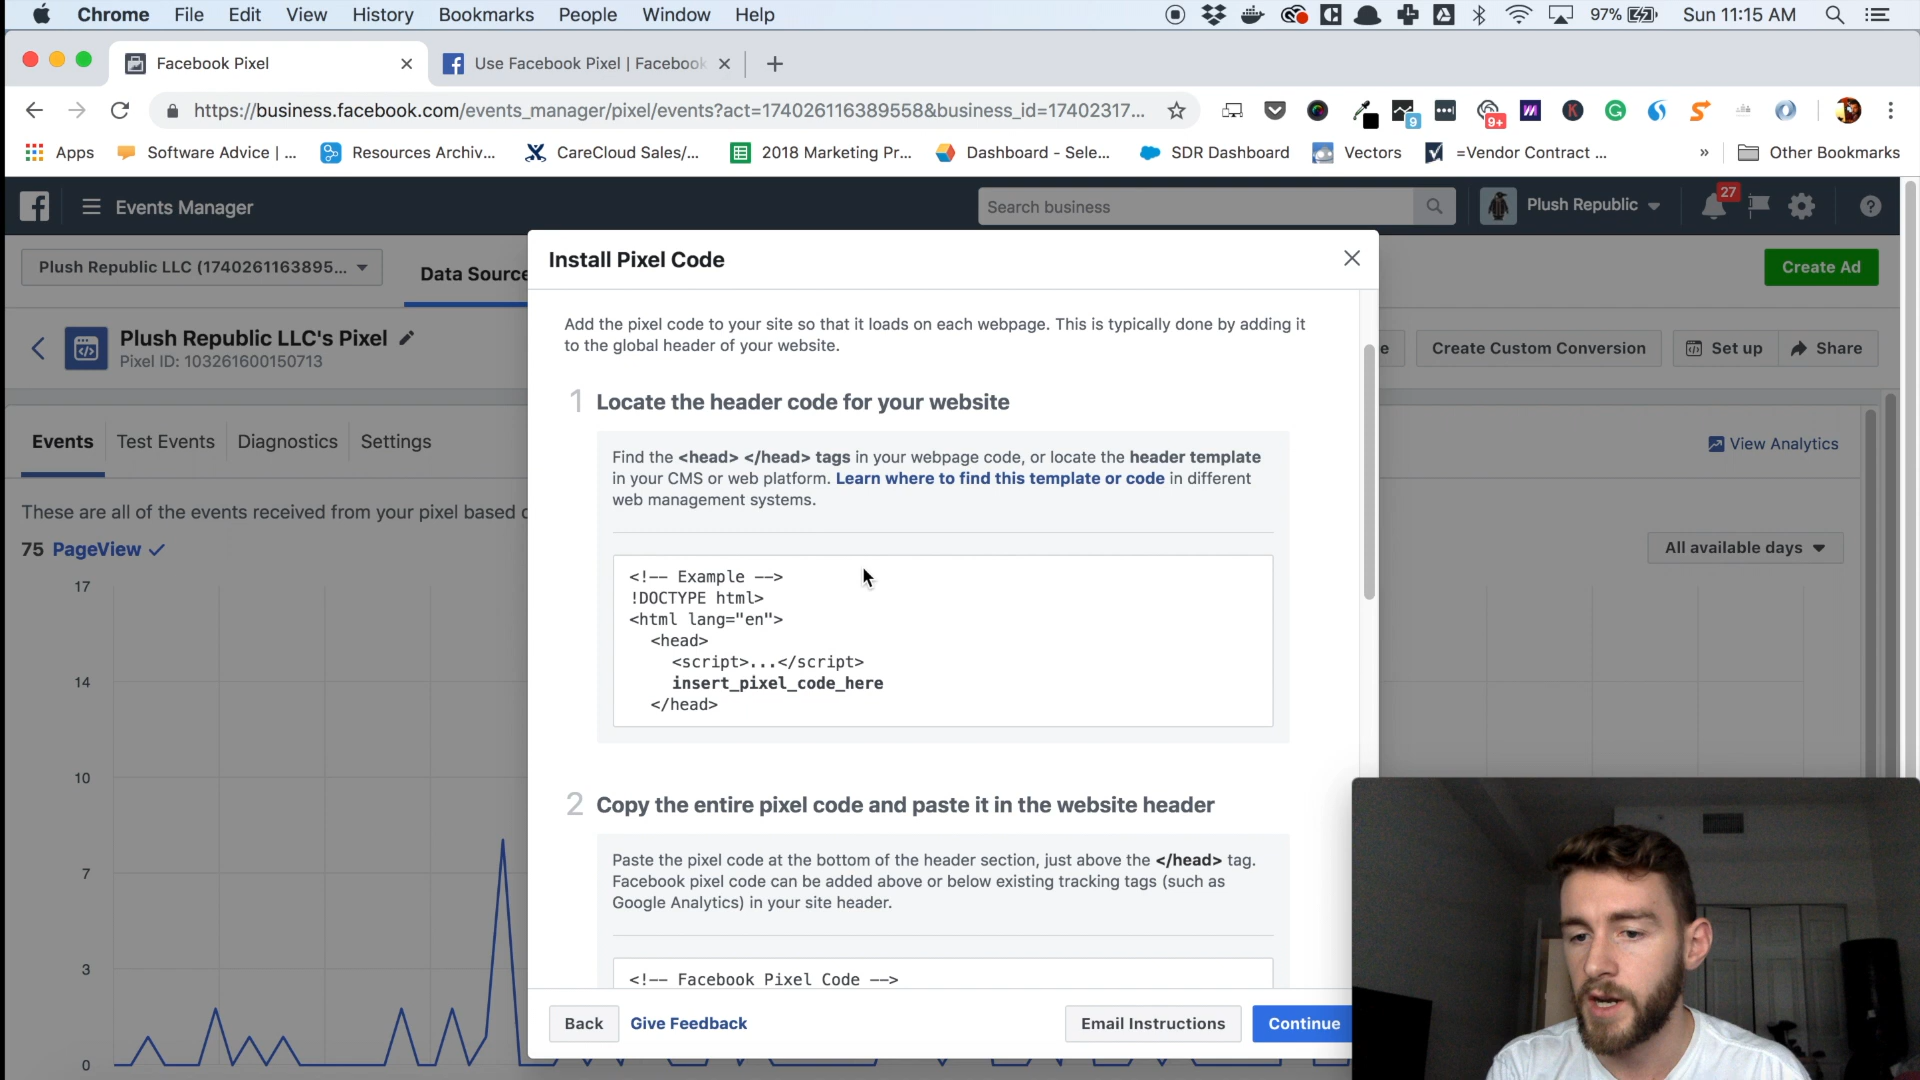 Chrome File Edit View History Bookmarks People Window Help
97% Sun 11:15 AM
Facebook Pixel
Use Facebook Pixel | Facebook
https://business.facebook.com/events_manager/pixel/events?act=174026116389558&business_id=17402317...
9
9+
Apps Software Advice | ... Resources Archiv... CareCloud Sales/... 2018 Marketing Pr... Dashboard - Sele... SDR Dashboard Vectors =Vendor Contract ... » Other Bookmarks
Events Manager
Search business
Plush Republic
27
Plush Republic LLC (1740261163895...
Data Source
Create Ad
Plush Republic LLC's Pixel
Pixel ID: 103261600150713
e
Create Custom Conversion
Set up
Share
Events Test Events Diagnostics Settings
View Analytics
These are all of the events received from your pixel based o
75 PageView
All available days
17
14
10
7
3
0
Install Pixel Code
Add the pixel code to your site so that it loads on each webpage. This is typically done by adding it
to the global header of your website.
1 Locate the header code for your website
Find the <head> </head> tags in your webpage code, or locate the header template
in your CMS or web platform. Learn where to find this template or code in different
web management systems.
<!-- Example -->
!DOCTYPE html>
<html lang="en">
<head>
<script>...</script>
insert_pixel_code_here
</head>
2 Copy the entire pixel code and paste it in the website header
Paste the pixel code at the bottom of the header section, just above the </head> tag.
Facebook pixel code can be added above or below existing tracking tags (such as
Google Analytics) in your site header.
<!-- Facebook Pixel Code -->
Back
Give Feedback
Email Instructions
Continue